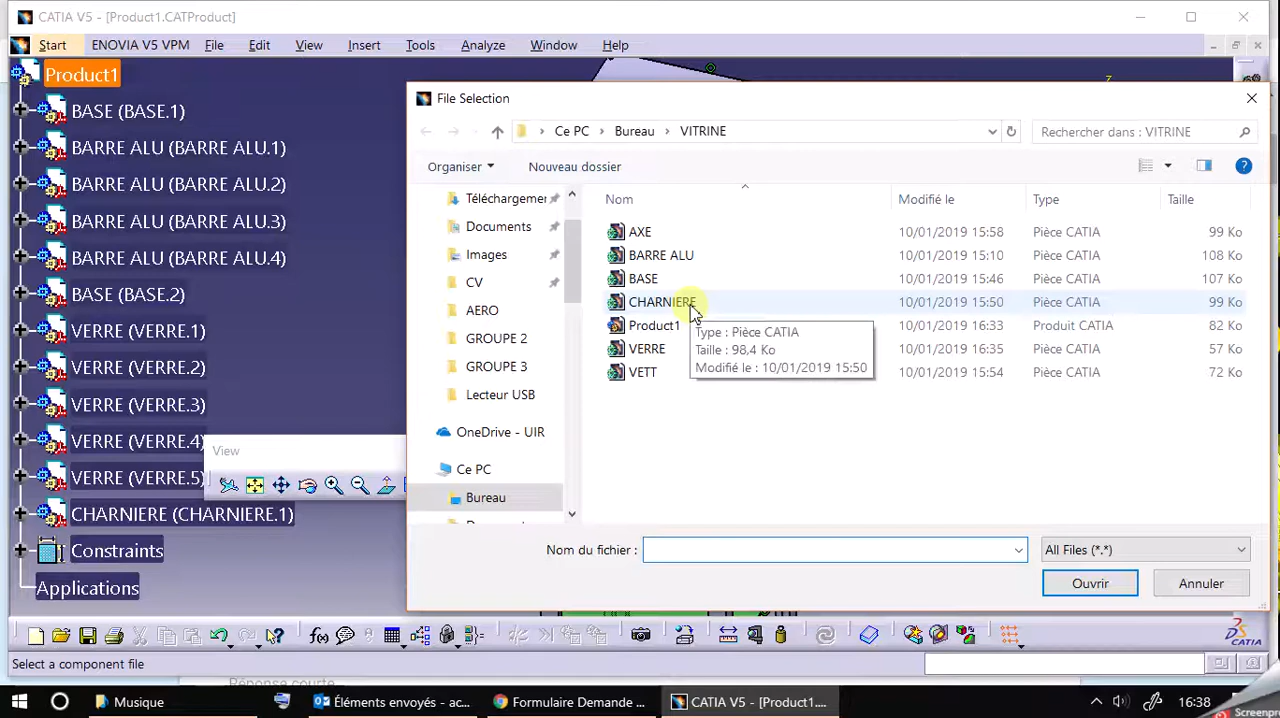 CATIA V5 - [Product1.CATProduct]
Start ENOVIA V5 VPM File Edit View Insert Tools Analyze Window Help
Product1
BASE (BASE.1)
BARRE ALU (BARRE ALU.1)
BARRE ALU (BARRE ALU.2)
BARRE ALU (BARRE ALU.3)
BARRE ALU (BARRE ALU.4)
BASE (BASE.2)
VERRE (VERRE.1)
VERRE (VERRE.2)
VERRE (VERRE.3)
VERRE (VERRE.4)
VERRE (VERRE.5)
CHARNIERE (CHARNIERE.1)
Constraints
Applications
View
File Selection
Ce PC Bureau VITRINE
Rechercher dans : VITRINE
Organiser Nouveau dossier
Téléchargemer
Documents
Images
CV
AERO
GROUPE 2
GROUPE 3
Lecteur USB
OneDrive - UIR
Ce PC
Bureau
Nom Modifié le Type Taille
AXE 10/01/2019 15:58 Pièce CATIA 99 Ko
BARRE ALU 10/01/2019 15:10 Pièce CATIA 108 Ko
BASE 10/01/2019 15:46 Pièce CATIA 107 Ko
CHARNIERE 10/01/2019 15:50 Pièce CATIA 99 Ko
Product1 10/01/2019 16:33 Produit CATIA 82 Ko
VERRE 10/01/2019 16:35 Pièce CATIA 57 Ko
VETT 10/01/2019 15:54 Pièce CATIA 72 Ko
Type : Pièce CATIA
Taille : 98,4 Ko
Modifié le : 10/01/2019 15:50
Nom du fichier :
All Files (*.*)
Ouvrir Annuler
CATIA
Select a component file
Réponse courte
Musique
Éléments envoyés - ac...
Formulaire Demande ...
CATIA V5 - [Product1....
16:38